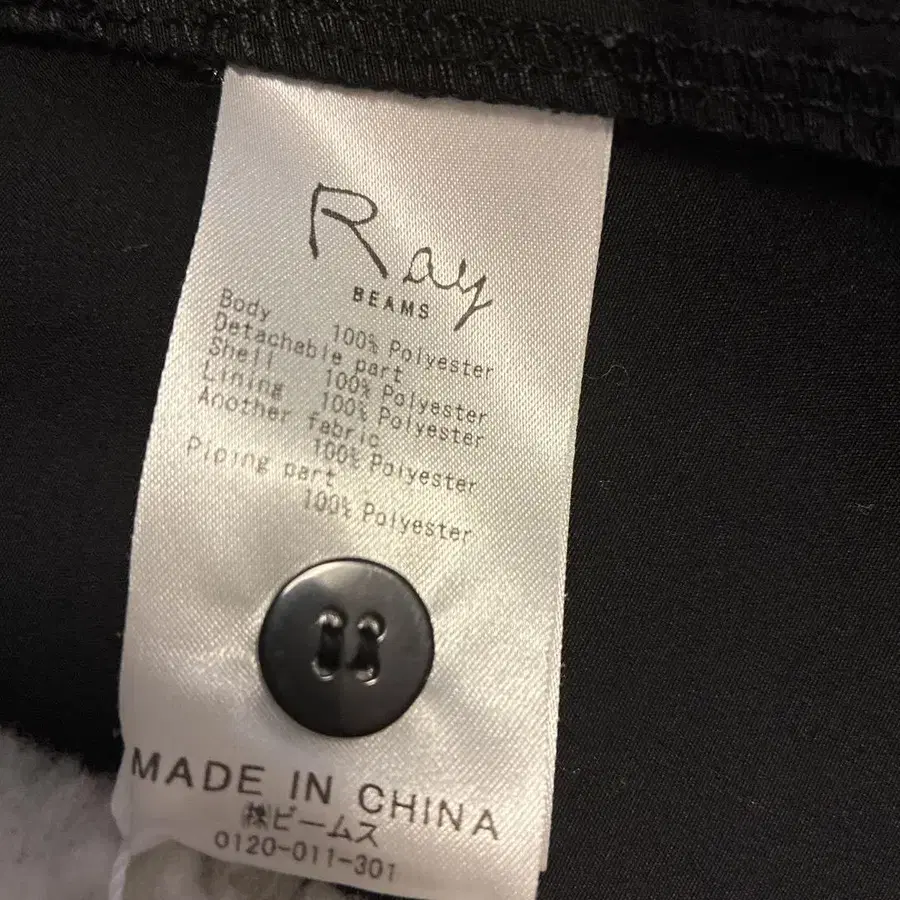 Ray
BEAMS
Body
100% Polyester
Detachable part
Shell 100% Polyester
Lining 100% Polyester
Another fabric
100% Polyester
Piping part
100% Polyester
MADE IN CHINA
㈱ビームス
0120-011-301